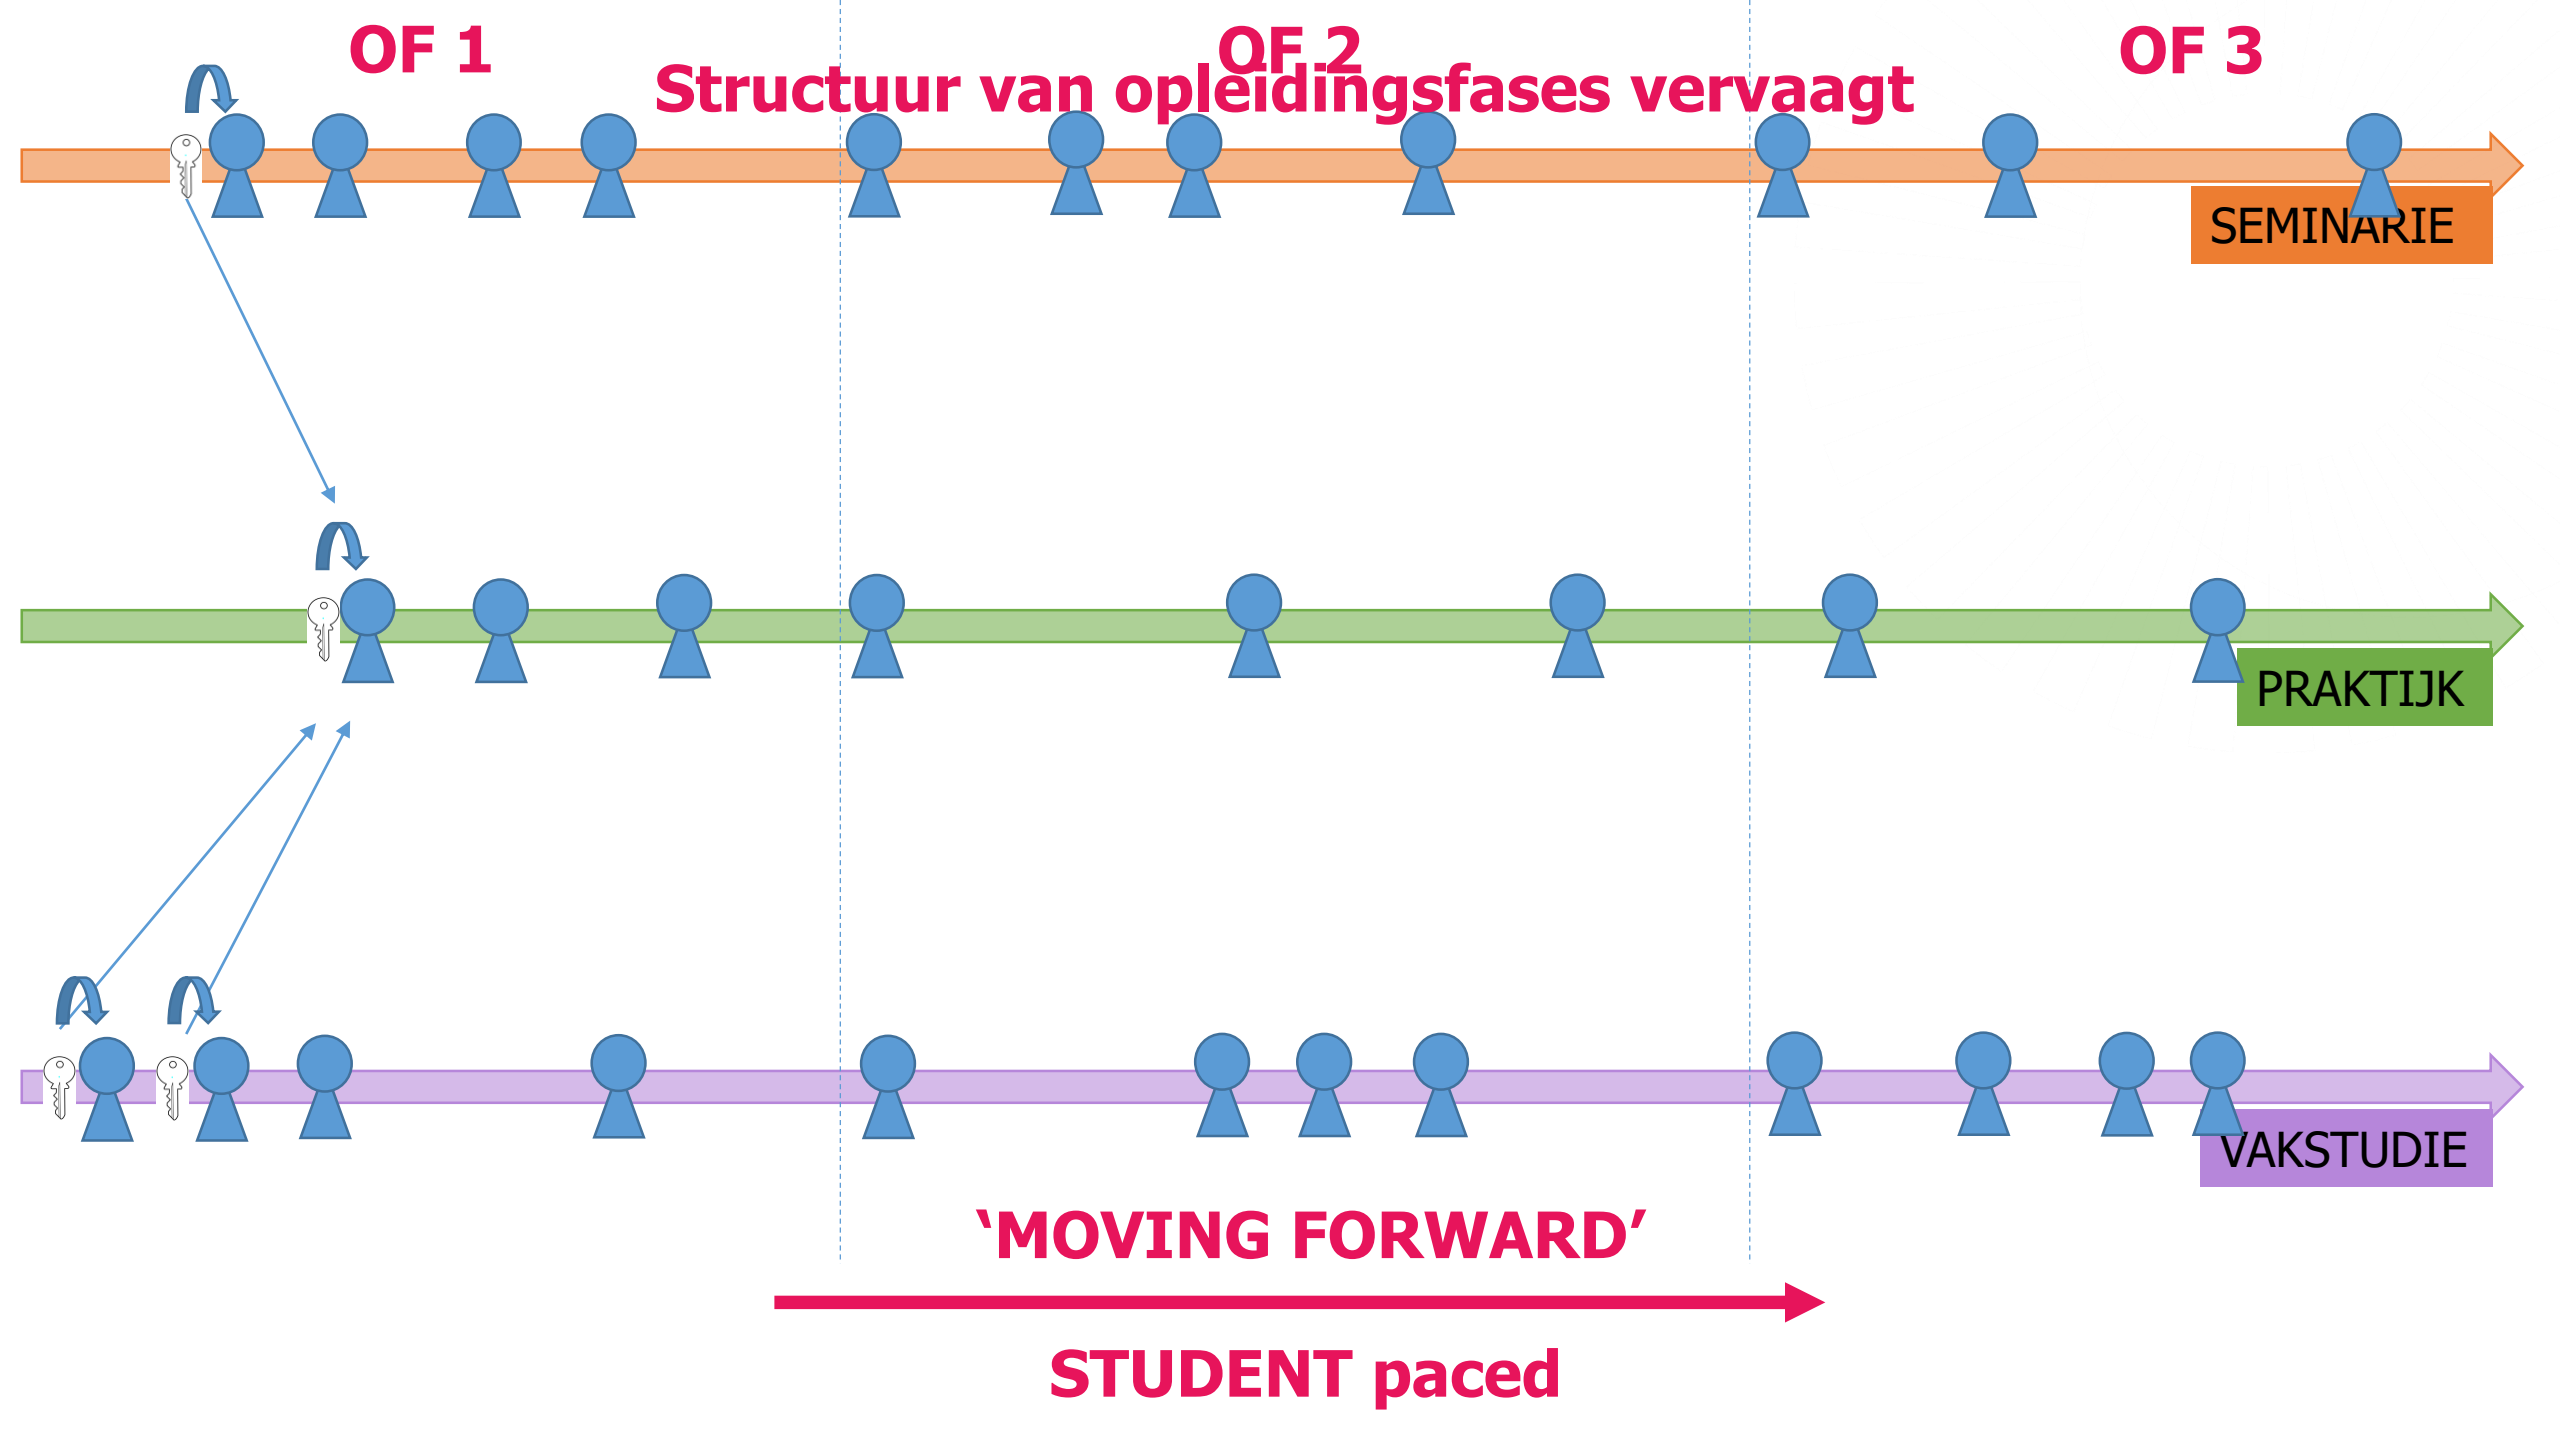 OF 1
OF 2
OF 3
Structuur van opleidingsfases vervaagt
SEMINARIE
PRAKTIJK
VAKSTUDIE
‘MOVING FORWARD’
STUDENT paced